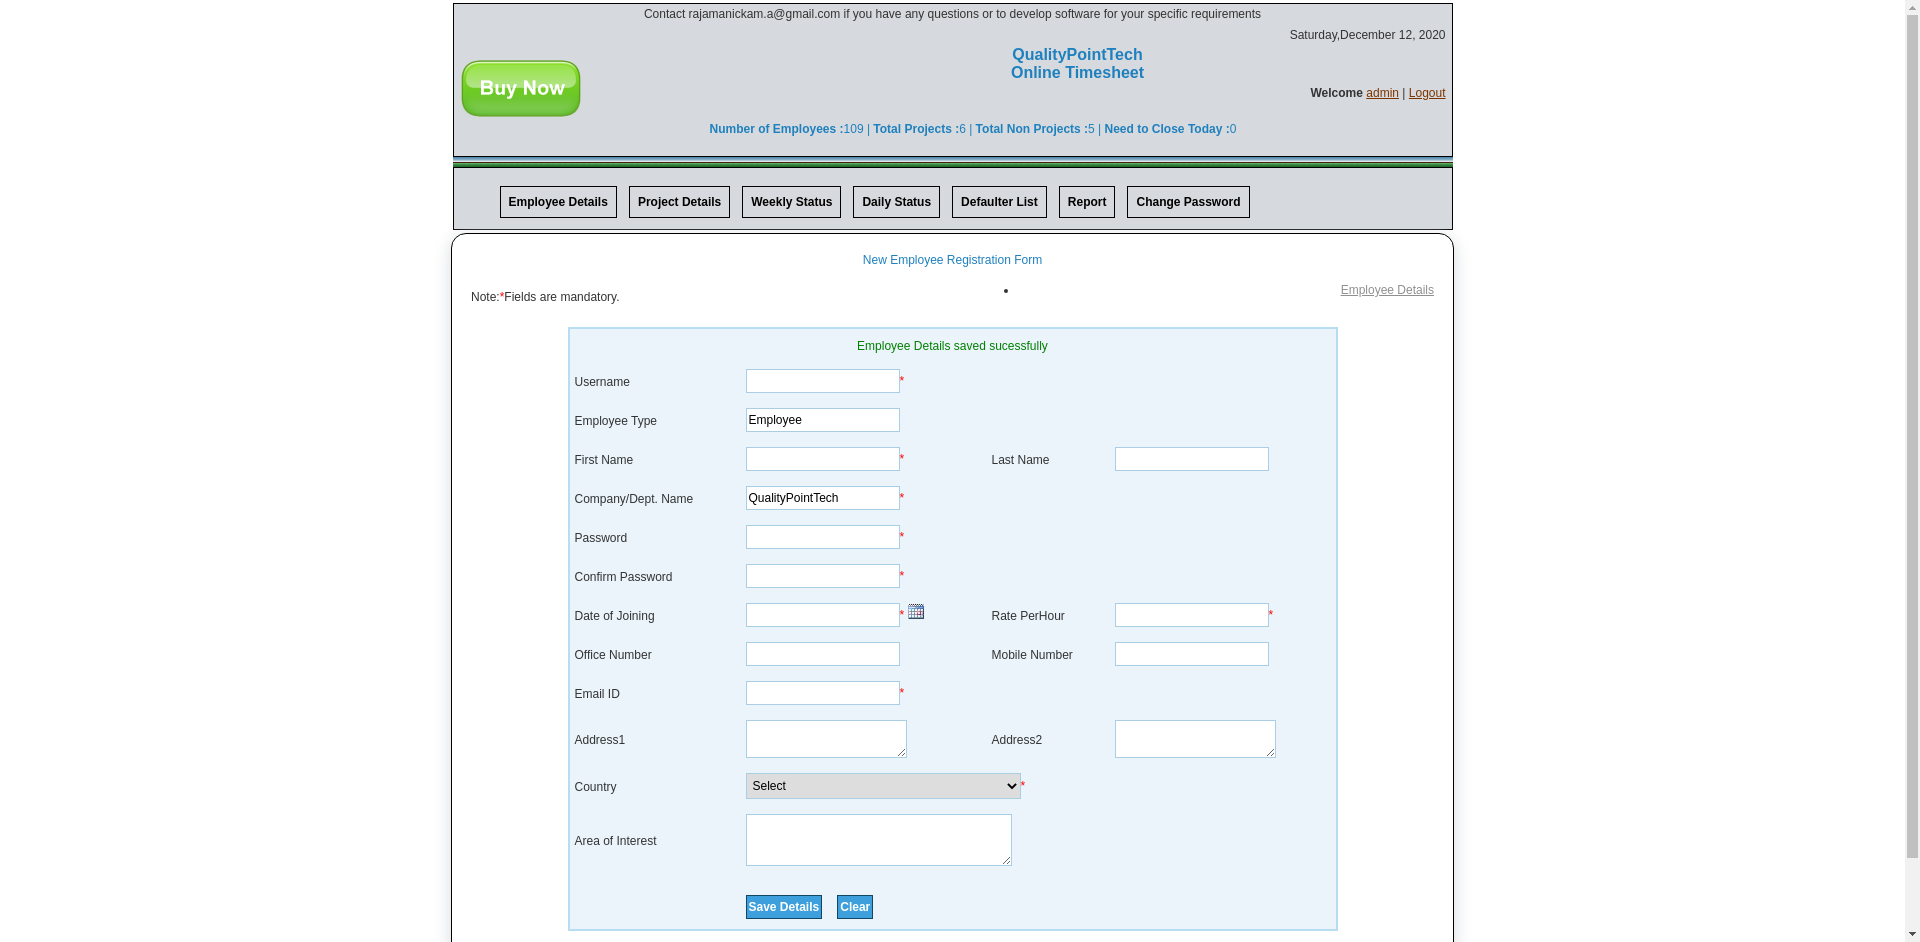 Contact rajamanickam.a@gmail.com if you have any questions or to develop software for your specific requirements
Saturday,December 12, 2020
QualityPointTech
Online Timesheet
Buy Now
Welcome admin | Logout
Number of Employees :109 | Total Projects :6 | Total Non Projects :5 | Need to Close Today :0
Employee Details Project Details Weekly Status Daily Status Defaulter List Report Change Password
New Employee Registration Form
Note:*Fields are mandatory.
Employee Details
Employee Details saved sucessfully
Username *
Employee Type Employee
First Name * Last Name
Company/Dept. Name QualityPointTech *
Password *
Confirm Password *
Date of Joining * Rate PerHour *
Office Number Mobile Number
Email ID *
Address1 Address2
Country Select *
Area of Interest
Save Details Clear